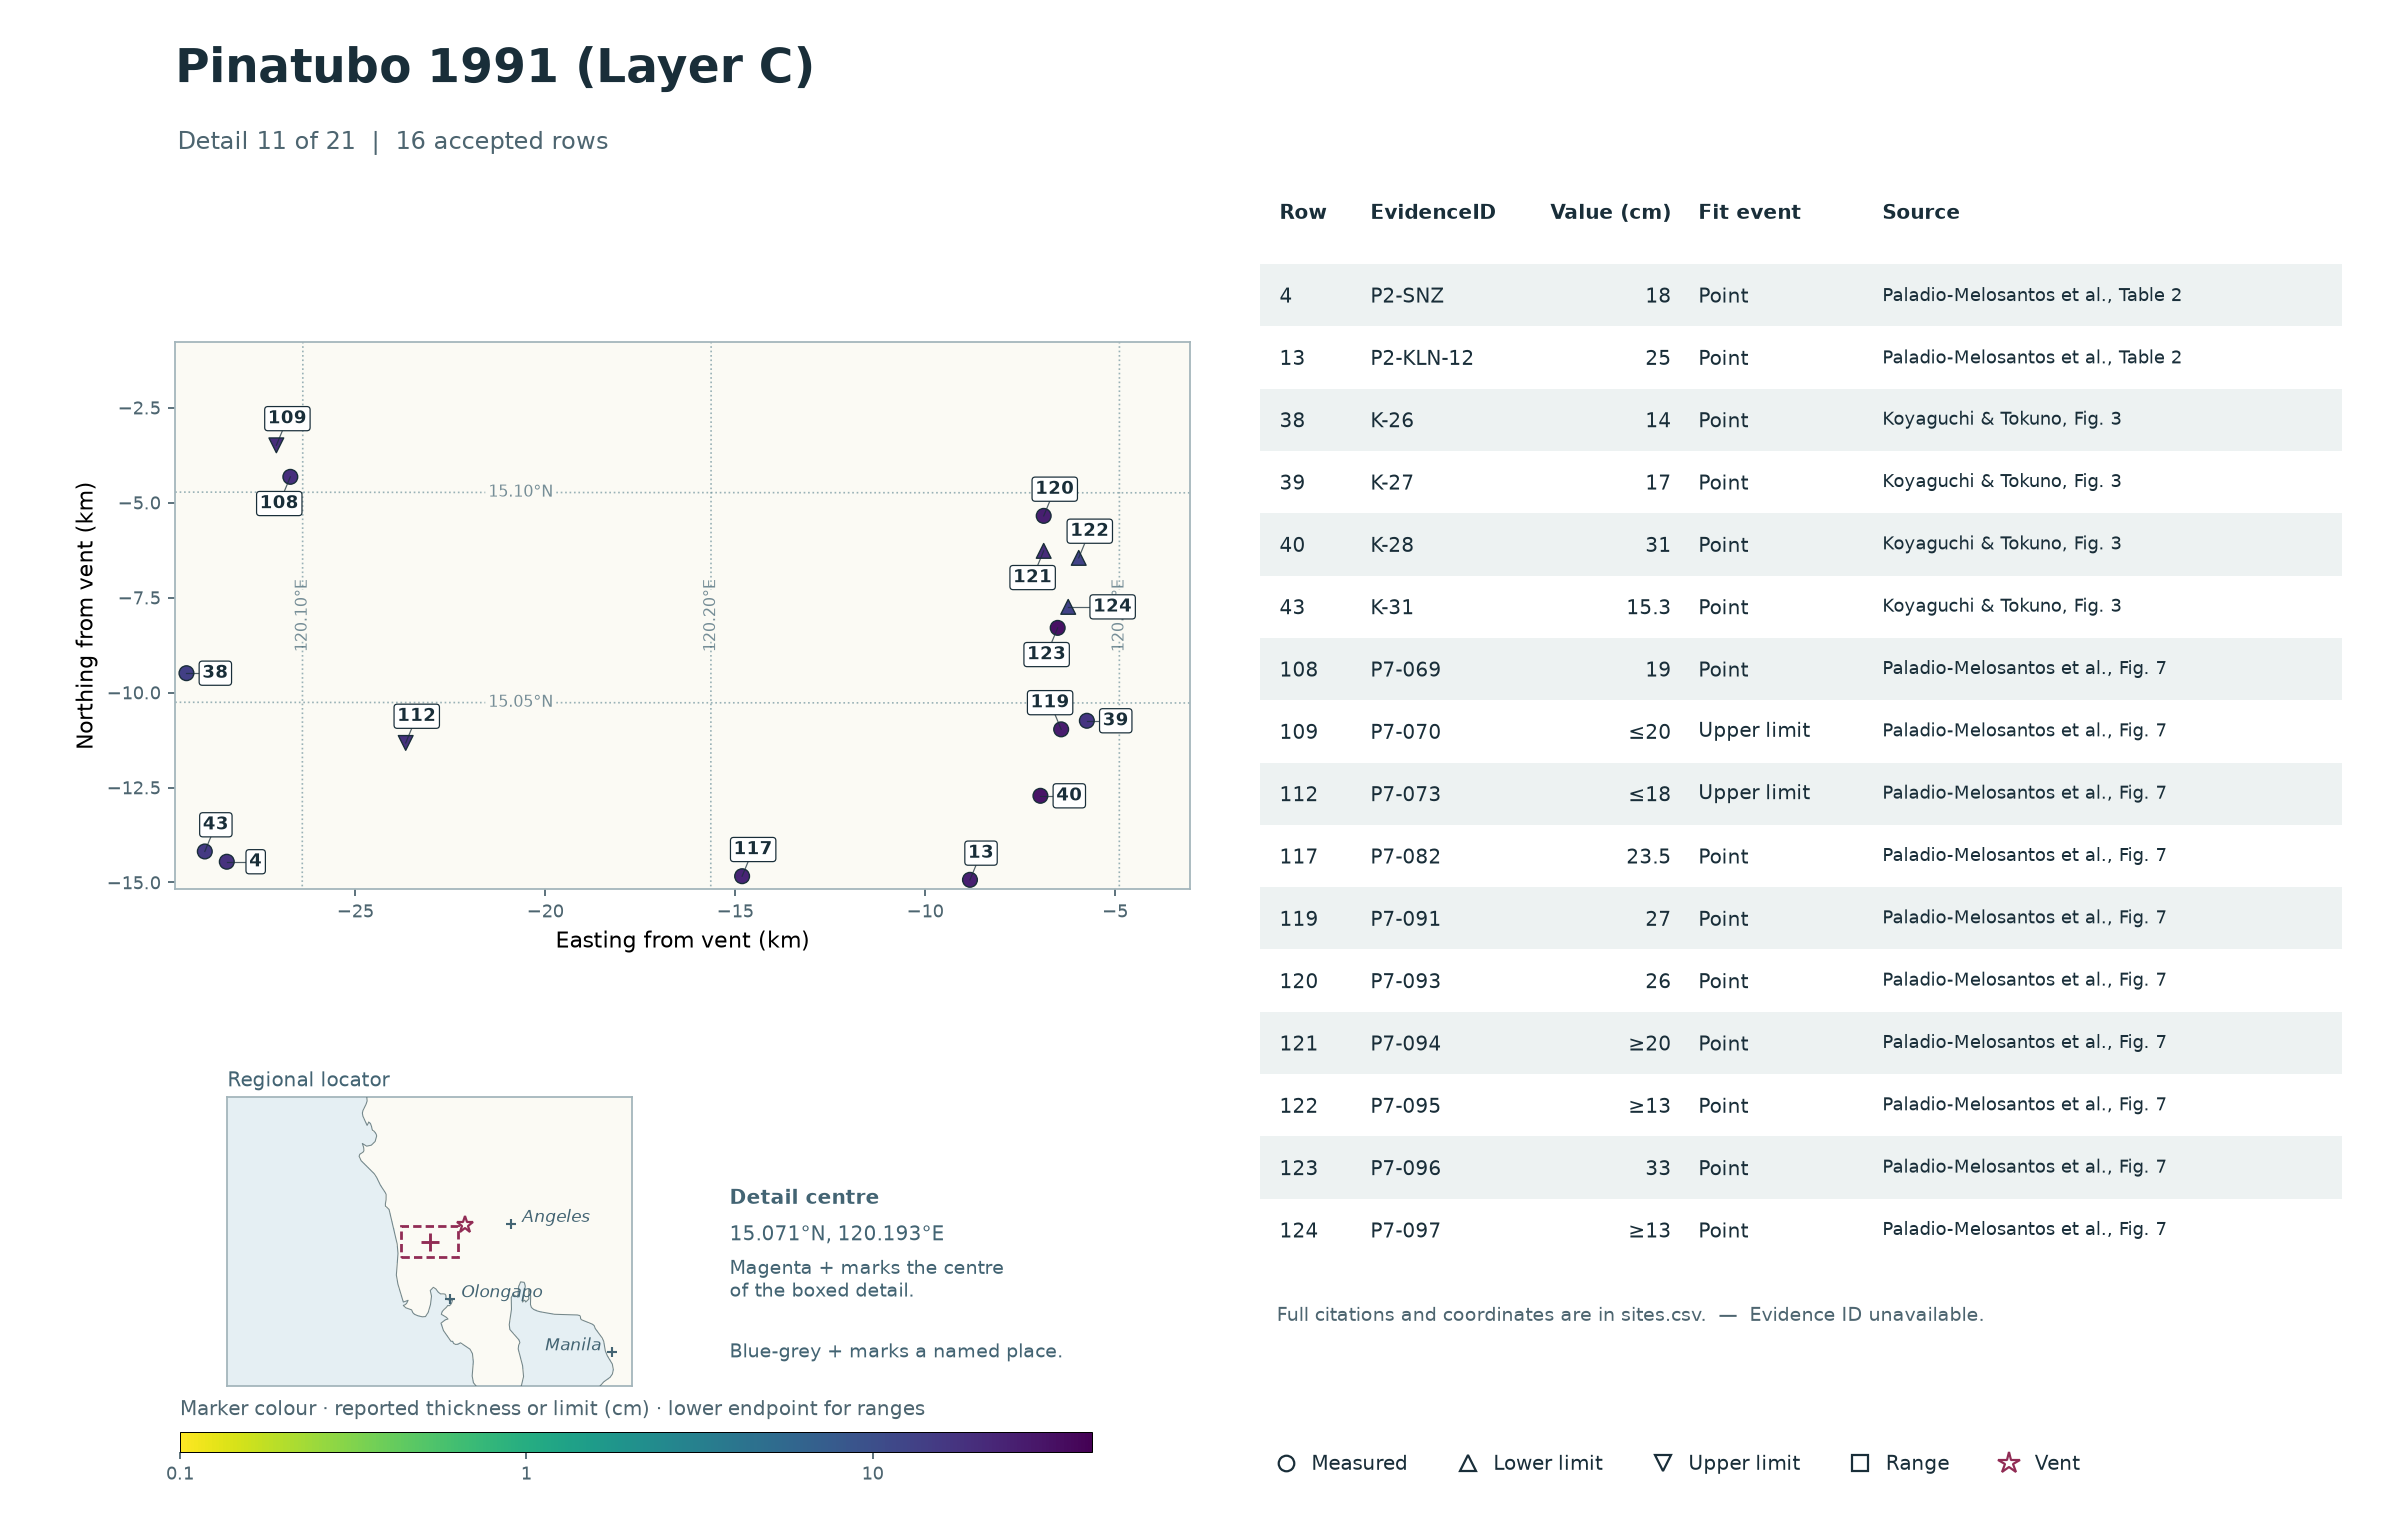 Pinatubo 1991 (Layer C)
Detail 11 of 21 | 16 accepted rows
Row EvidenceID Value (cm) Fit event Source
4 P2-SNZ 18 Point Paladio-Melosantos et al., Table 2
13 P2-KLN-12 25 Point Paladio-Melosantos et al., Table 2
38 K-26 14 Point Koyaguchi & Tokuno, Fig. 3
39 K-27 17 Point Koyaguchi & Tokuno, Fig. 3
40 K-28 31 Point Koyaguchi & Tokuno, Fig. 3
43 K-31 15.3 Point Koyaguchi & Tokuno, Fig. 3
108 P7-069 19 Point Paladio-Melosantos et al., Fig. 7
109 P7-070 ≤20 Upper limit Paladio-Melosantos et al., Fig. 7
112 P7-073 ≤18 Upper limit Paladio-Melosantos et al., Fig. 7
117 P7-082 23.5 Point Paladio-Melosantos et al., Fig. 7
119 P7-091 27 Point Paladio-Melosantos et al., Fig. 7
120 P7-093 26 Point Paladio-Melosantos et al., Fig. 7
121 P7-094 ≥20 Point Paladio-Melosantos et al., Fig. 7
122 P7-095 ≥13 Point Paladio-Melosantos et al., Fig. 7
123 P7-096 33 Point Paladio-Melosantos et al., Fig. 7
124 P7-097 ≥13 Point Paladio-Melosantos et al., Fig. 7
Full citations and coordinates are in sites.csv. — Evidence ID unavailable.
Measured Lower limit Upper limit Range Vent
Northing from vent (km)
−2.5
−5.0
−7.5
−10.0
−12.5
−15.0
109
108
15.10°N
120
122
121
120.10°E
120.20°E
124
123
38
15.05°N
119
39
112
40
43
4
117
13
−25 −20 −15 −10 −5
Easting from vent (km)
Regional locator
Angeles
Olongapo
Manila
Detail centre
15.071°N, 120.193°E
Magenta + marks the centre
of the boxed detail.
Blue-grey + marks a named place.
Marker colour · reported thickness or limit (cm) · lower endpoint for ranges
0.1 1 10